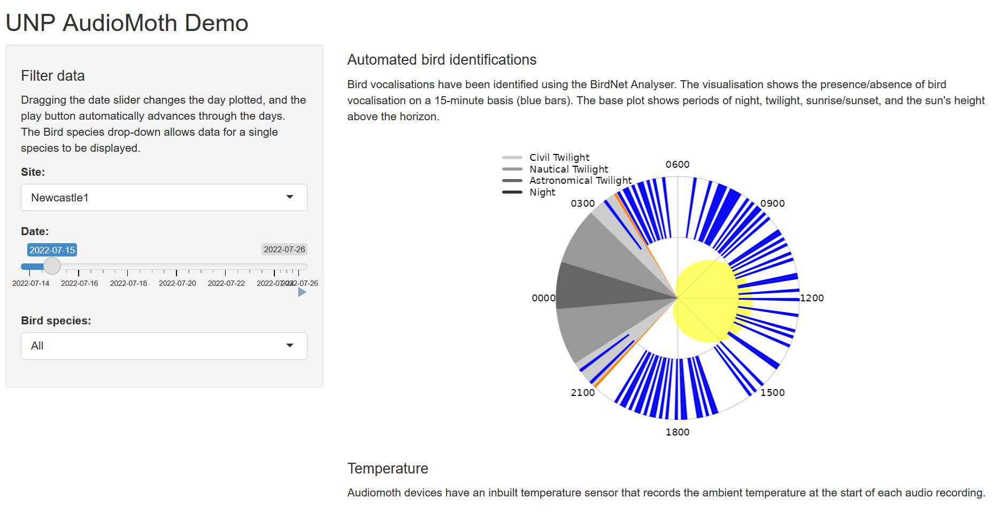 UNP AudioMoth Demo
Filter data
Dragging the date slider changes the day plotted, and the
play button automatically advances through the days.
The Bird species drop-down allows data for a single
species to be displayed.
Site:
Newcastle1
Date:
2022-07-15
2022-07-26
2022-07-14 2022-07-16 2022-07-18 2022-07-20 2022-07-22 2022-07-24 2022-07-26
Bird species:
All
Automated bird identifications
Bird vocalisations have been identified using the BirdNet Analyser. The visualisation shows the presence/absence of bird
vocalisation on a 15-minute basis (blue bars). The base plot shows periods of night, twilight, sunrise/sunset, and the sun's height
above the horizon.
Civil Twilight
Nautical Twilight
Astronomical Twilight
Night
0600
0300
0900
0000
1200
2100
1500
1800
Temperature
Audiomoth devices have an inbuilt temperature sensor that records the ambient temperature at the start of each audio recording.